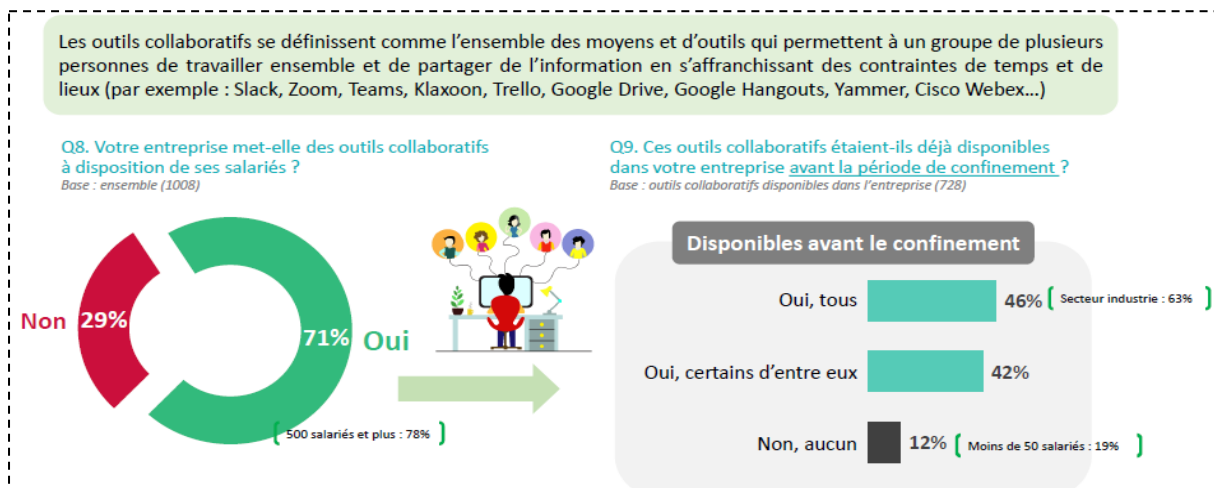 Les outils collaboratifs se définissent comme l'ensemble des moyens et d'outils qui permettent à un groupe de plusieurs
personnes de travailler ensemble et de partager de l'information en s'affranchissant des contraintes de temps et de
lieux (par exemple : Slack, Zoom, Teams, Klaxoon, Trello, Google Drive, Google Hangouts, Yammer, Cisco Webex...)
Q8. Votre entreprise met-elle des outils collaboratifs
à disposition de ses salariés ?
Base : ensemble (1008)
Non 29%
71% Oui
500 salariés et plus : 78%
Q9. Ces outils collaboratifs étaient-ils déjà disponibles
dans votre entreprise avant la période de confinement ?
Base : outils collaboratifs disponibles dans l'entreprise (728)
Disponibles avant le confinement
Oui, tous 46% Secteur industrie : 63%
Oui, certains d'entre eux 42%
Non, aucun 12% Moins de 50 salariés : 19%